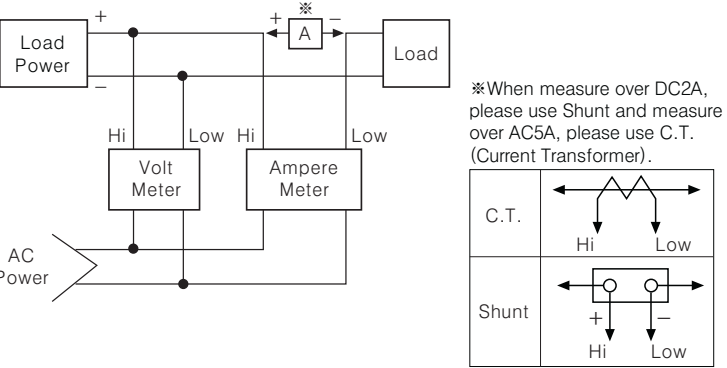 ※
+ + −
A
Load
Power
Load
−
Hi Low Hi Low
Volt
Meter
Ampere
Meter
AC
Power
※When measure over DC2A,
please use Shunt and measure
over AC5A, please use C.T.
(Current Transformer).
C.T.
Hi Low
Shunt
+ −
Hi Low